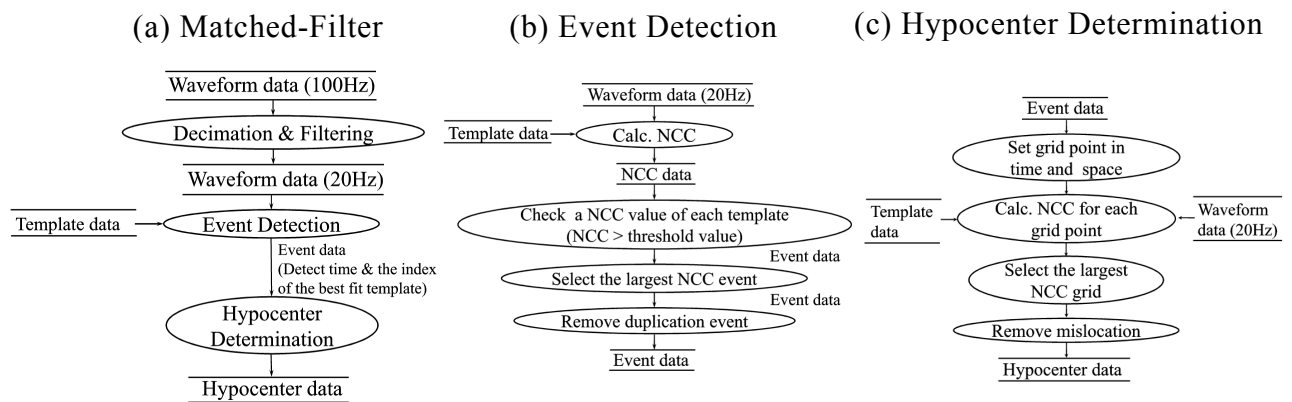 (a) Matched-Filter
Waveform data (100Hz)
Decimation & Filtering
Waveform data (20Hz)
Template data
Event Detection
Event data
(Detect time & the index
of the best fit template)
Hypocenter
Determination
Hypocenter data
(b) Event Detection
Waveform data (20Hz)
Template data
Calc. NCC
NCC data
Check a NCC value of each template
(NCC > threshold value)
Event data
Select the largest NCC event
Event data
Remove duplication event
Event data
(c) Hypocenter Determination
Event data
Set grid point in
time and space
Template
data
Calc. NCC for each
grid point
Waveform
data (20Hz)
Select the largest
NCC grid
Remove mislocation
Hypocenter data